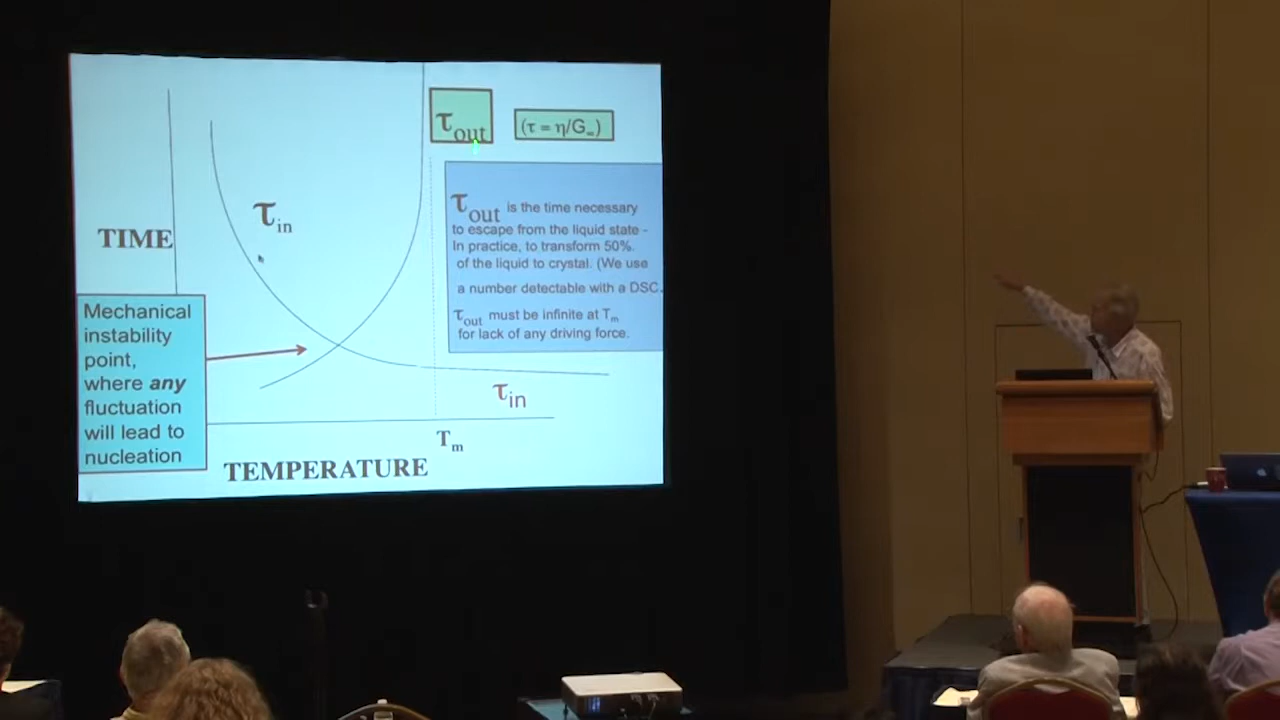 τout
(τ = η/G∞)
τin
TIME
τout is the time necessary
to escape from the liquid state -
In practice, to transform 50%.
of the liquid to crystal. (We use
a number detectable with a DSC.
τout must be infinite at Tm
for lack of any driving force.
Mechanical
instability
point,
where any
fluctuation
will lead to
nucleation
τin
Tm
TEMPERATURE